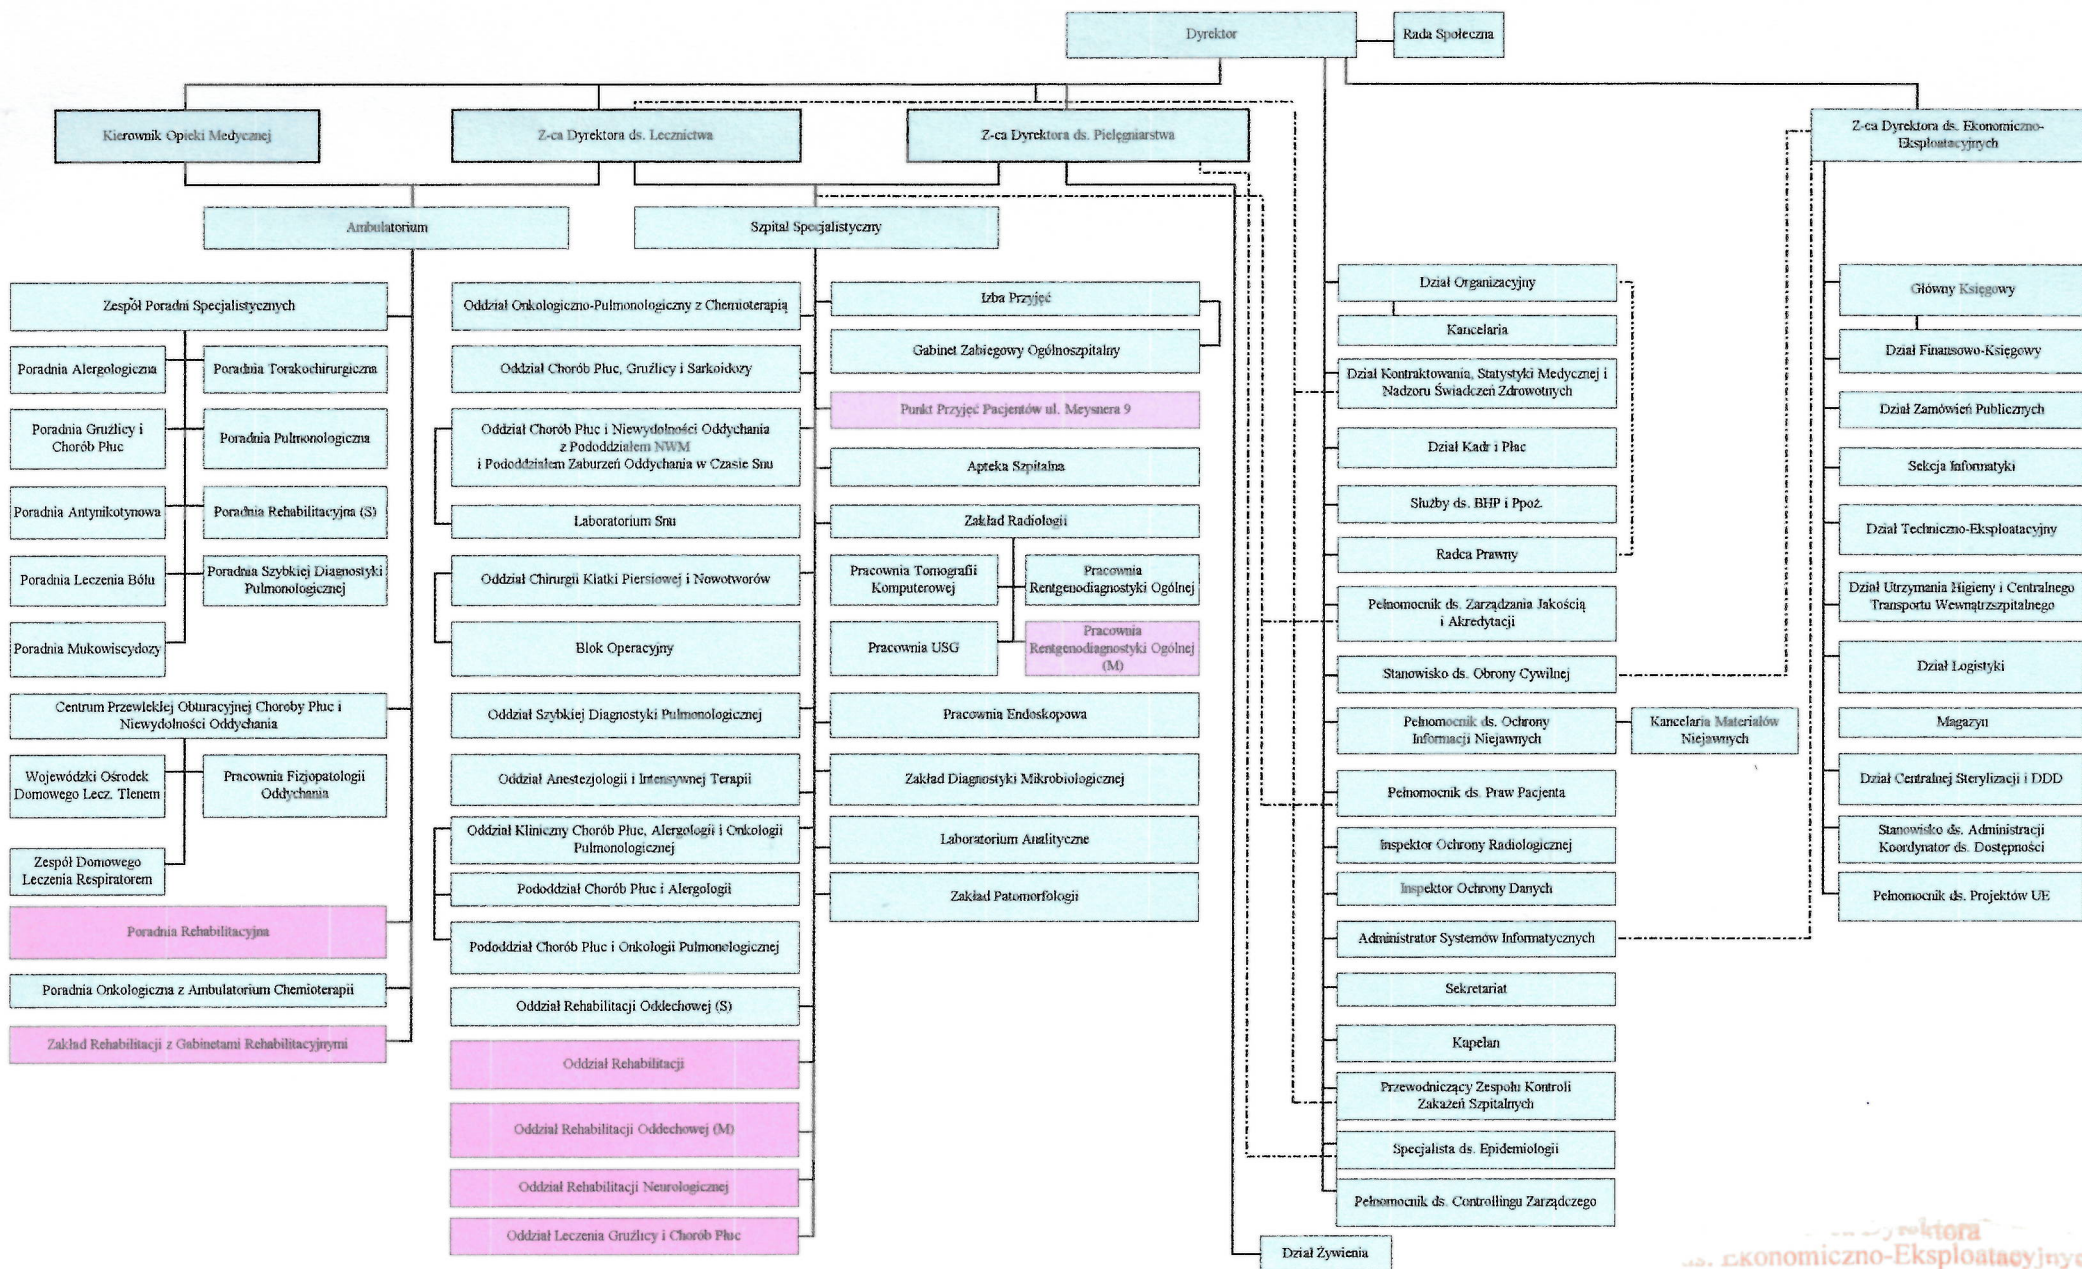 Dyrektor
Rada Społeczna
Kierownik Opieki Medycznej
Z-ca Dyrektora ds. Lecznictwa
Z-ca Dyrektora ds. Pielęgniarstwa
Z-ca Dyrektora ds. Ekonomiczno-
Eksploatacyjnych
Ambulatorium
Szpital Specjalistyczny
Zespół Poradni Specjalistycznych
Poradnia Alergologiczna
Poradnia Torakochirurgiczna
Poradnia Gruźlicy i
Chorób Płuc
Poradnia Pulmonologiczna
Poradnia Antynikotynowa
Poradnia Rehabilitacyjna (S)
Poradnia Leczenia Bólu
Poradnia Szybkiej Diagnostyki
Pulmonologicznej
Poradnia Mukowiscydozy
Centrum Przewlekłej Obturacyjnej Choroby Płuc i
Niewydolności Oddychania
Wojewódzki Ośrodek
Domowego Lecz. Tlenem
Pracownia Fizjopatologii
Oddychania
Zespół Domowego
Leczenia Respiratorem
Poradnia Rehabilitacyjna
Poradnia Onkologiczna z Ambulatorium Chemioterapii
Zakład Rehabilitacji z Gabinetami Rehabilitacyjnymi
Oddział Onkologiczno-Pulmonologiczny z Chemioterapią
Oddział Chorób Płuc, Gruźlicy i Sarkoidozy
Oddział Chorób Płuc i Niewydolności Oddychania
z Pododdziałem NWM
i Pododdziałem Zaburzeń Oddychania w Czasie Snu
Laboratorium Snu
Oddział Chirurgii Klatki Piersiowej i Nowotworów
Blok Operacyjny
Oddział Szybkiej Diagnostyki Pulmonologicznej
Oddział Anestezjologii i Intensywnej Terapii
Oddział Kliniczny Chorób Płuc, Alergologii i Onkologii
Pulmonologicznej
Pododdział Chorób Płuc i Alergologii
Pododdział Chorób Płuc i Onkologii Pulmonologicznej
Oddział Rehabilitacji Oddechowej (S)
Oddział Rehabilitacji
Oddział Rehabilitacji Oddechowej (M)
Oddział Rehabilitacji Neurologicznej
Oddział Leczenia Gruźlicy i Chorób Płuc
Izba Przyjęć
Gabinet Zabiegowy Ogólnoszpitalny
Punkt Przyjęć Pacjentów ul. Meysnera 9
Apteka Szpitalna
Zakład Radiologii
Pracownia Tomografii
Komputerowej
Pracownia
Rentgenodiagnostyki Ogólnej
Pracownia USG
Pracownia
Rentgenodiagnostyki Ogólnej
(M)
Pracownia Endoskopowa
Zakład Diagnostyki Mikrobiologicznej
Laboratorium Analityczne
Zakład Patomorfologii
Dział Organizacyjny
Kancelaria
Dział Kontraktowania, Statystyki Medycznej i
Nadzoru Świadczeń Zdrowotnych
Dział Kadr i Płac
Służby ds. BHP i Ppoż.
Radca Prawny
Pełnomocnik ds. Zarządzania Jakością
i Akredytacji
Stanowisko ds. Obrony Cywilnej
Pełnomocnik ds. Ochrony
Informacji Niejawnych
Kancelaria Materiałów
Niejawnych
Pełnomocnik ds. Praw Pacjenta
Inspektor Ochrony Radiologicznej
Inspektor Ochrony Danych
Administrator Systemów Informatycznych
Sekretariat
Kapelan
Przewodniczący Zespołu Kontroli
Zakażeń Szpitalnych
Specjalista ds. Epidemiologii
Pełnomocnik ds. Controllingu Zarządczego
Dział Żywienia
Główny Księgowy
Dział Finansowo-Księgowy
Dział Zamówień Publicznych
Sekcja Informatyki
Dział Techniczno-Eksploatacyjny
Dział Utrzymania Higieny i Centralnego
Transportu Wewnątrzszpitalnego
Dział Logistyki
Magazyn
Dział Centralnej Sterylizacji i DDD
Stanowisko ds. Administracji
Koordynator ds. Dostępności
Pełnomocnik ds. Projektów UE
Dyrektora
ds. Ekonomiczno-Eksploatacyjnyc